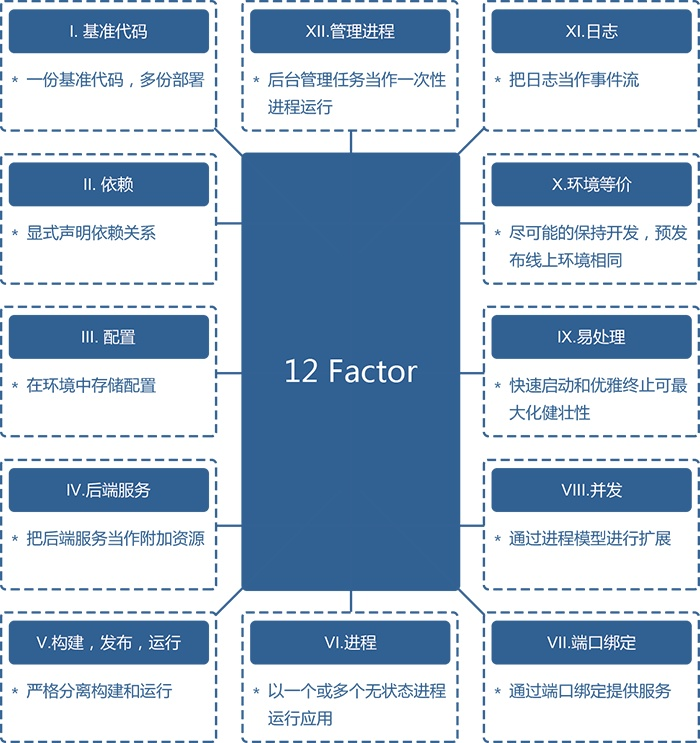 I. 基准代码
* 一份基准代码，多份部署
XII.管理进程
* 后台管理任务当作一次性
进程运行
XI.日志
* 把日志当作事件流
II. 依赖
* 显式声明依赖关系
X.环境等价
* 尽可能的保持开发，预发
布线上环境相同
III. 配置
* 在环境中存储配置
12 Factor
IX.易处理
* 快速启动和优雅终止可最
大化健壮性
IV.后端服务
* 把后端服务当作附加资源
VIII.并发
* 通过进程模型进行扩展
V.构建，发布，运行
* 严格分离构建和运行
VI.进程
* 以一个或多个无状态进程
运行应用
VII.端口绑定
* 通过端口绑定提供服务